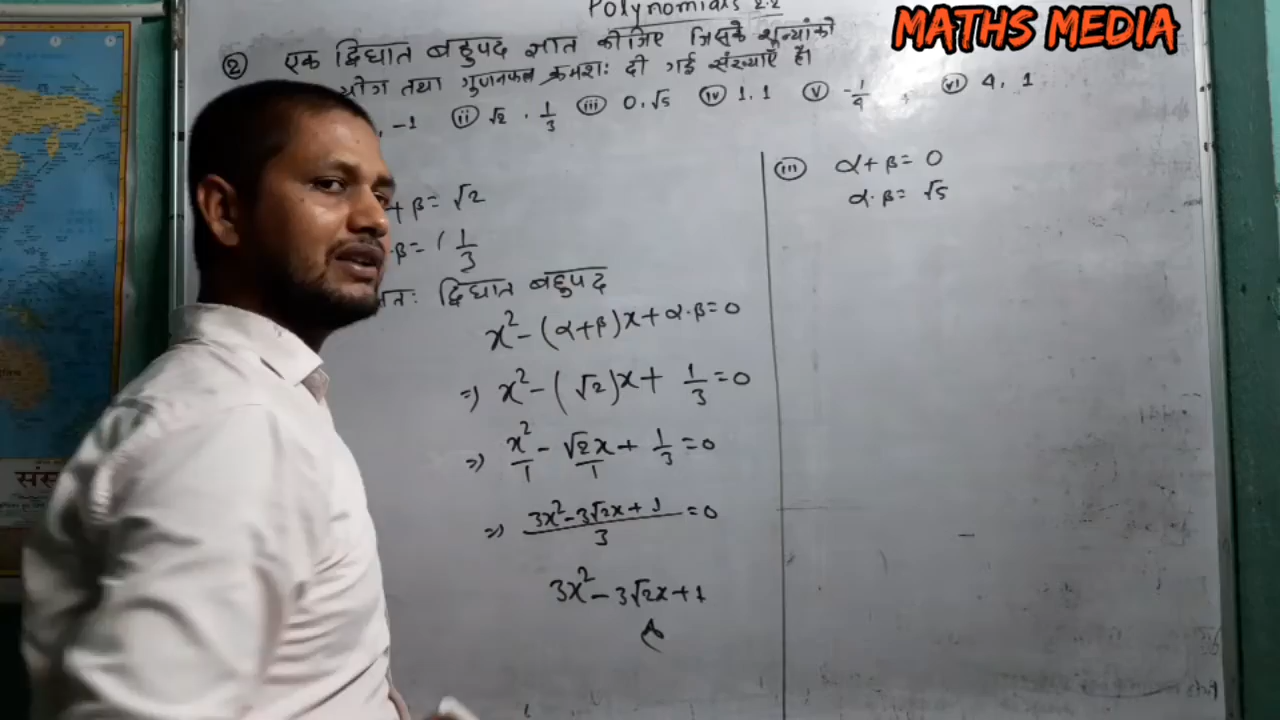 Polynomials 2.2
MATHS MEDIA
② एक द्विघात बहुपद ज्ञात कीजिए जिसके शून्यांको
योग तथा गुणनफल क्रमशः दी गई संख्याएँ है।
, -1 (ii) √2 , 1/3 (iii) 0, √5 (iv) 1, 1 (v) -1/4 , (vi) 4, 1
+ β = √2
β = ( 1/3
अतः द्विघात बहुपद
x² - (α+β)x + α·β = 0
=) x² - (√2)x + 1/3 = 0
=) x²/1 - √2x/1 + 1/3 = 0
=) (3x² - 3√2x + 1)/3 = 0
3x² - 3√2x + 1
(iii) α + β = 0
α·β = √5
संस